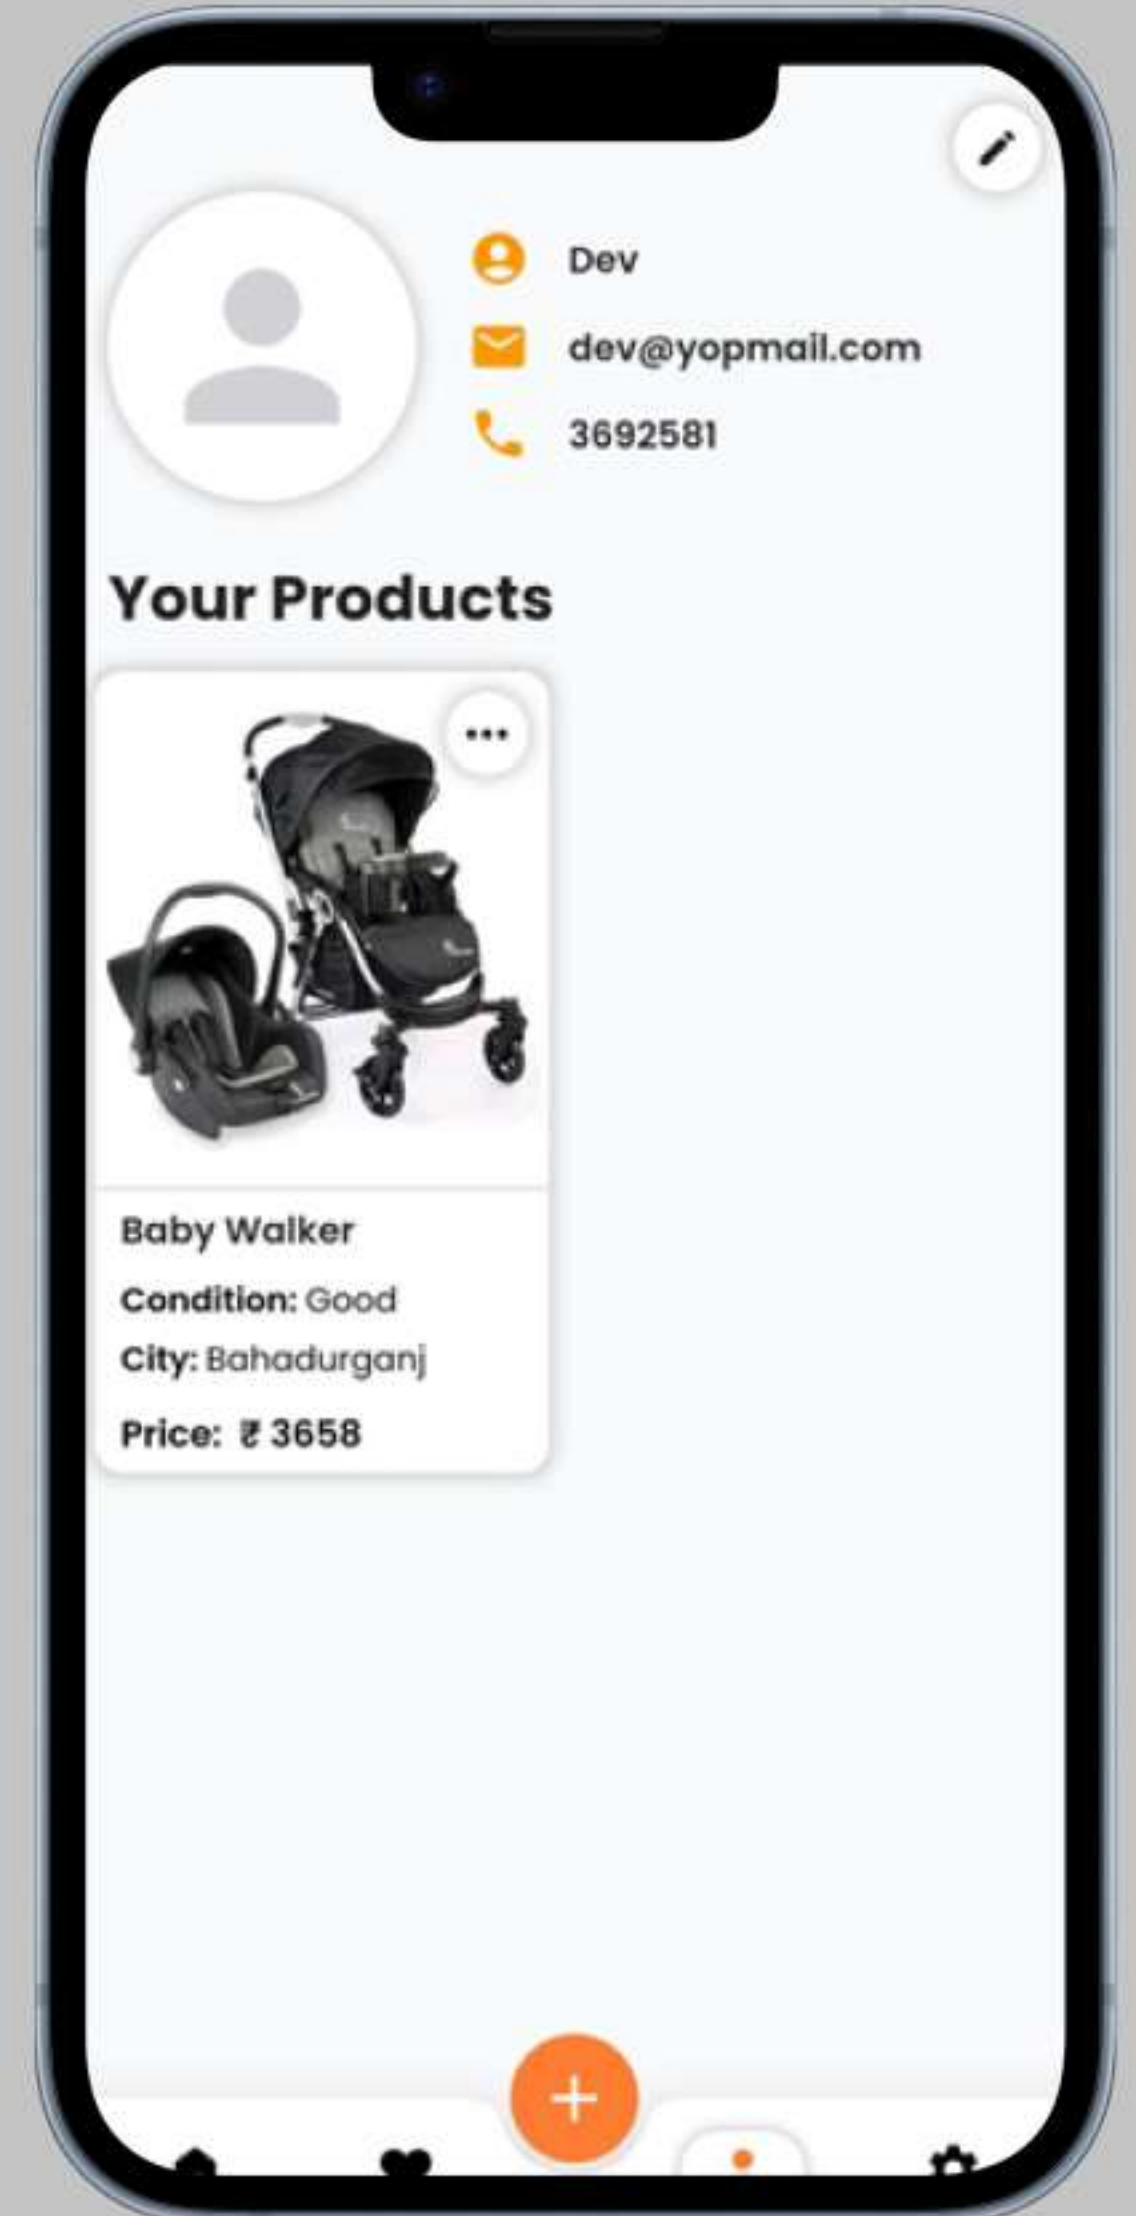 Dev
dev@yopmail.com
3692581
Your Products
Baby Walker
Condition: Good
City: Bahadurganj
Price: ₹ 3658